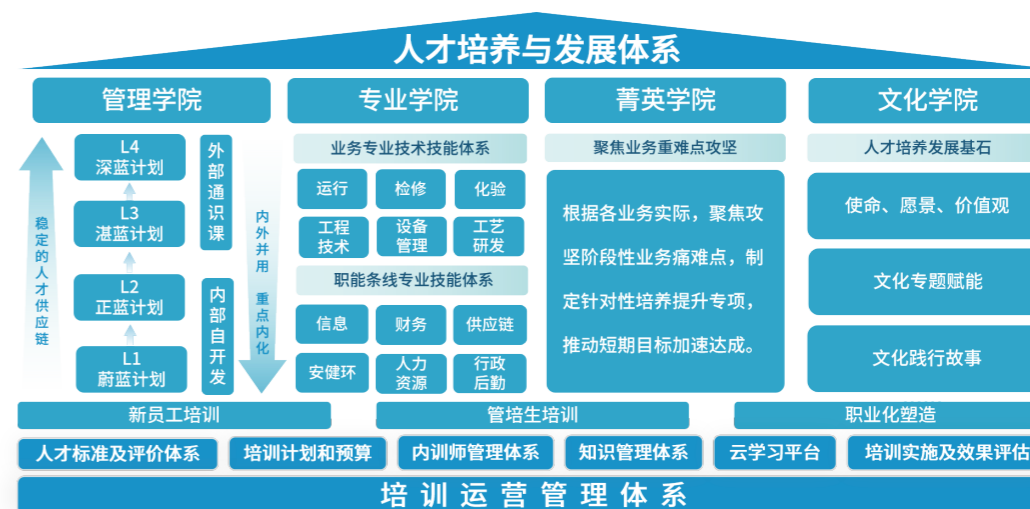 人才培养与发展体系
管理学院
专业学院
菁英学院
文化学院
稳定的人才供应链
L4
深蓝计划
L3
湛蓝计划
L2
正蓝计划
L1
蔚蓝计划
外部通识课
内部自开发
内外并用 重点内化
业务专业技术技能体系
运行
检修
化验
工程
技术
设备
管理
工艺
研发
职能条线专业技能体系
信息
财务
供应链
安健环
人力
资源
行政
后勤
聚焦业务重难点攻坚
根据各业务实际，聚焦攻
坚阶段性业务痛难点，制
定针对性培养提升专项，
推动短期目标加速达成。
人才培养发展基石
使命、愿景、价值观
文化专题赋能
文化践行故事
新员工培训
管培生培训
职业化塑造
人才标准及评价体系
培训计划和预算
内训师管理体系
知识管理体系
云学习平台
培训实施及效果评估
培训运营管理体系